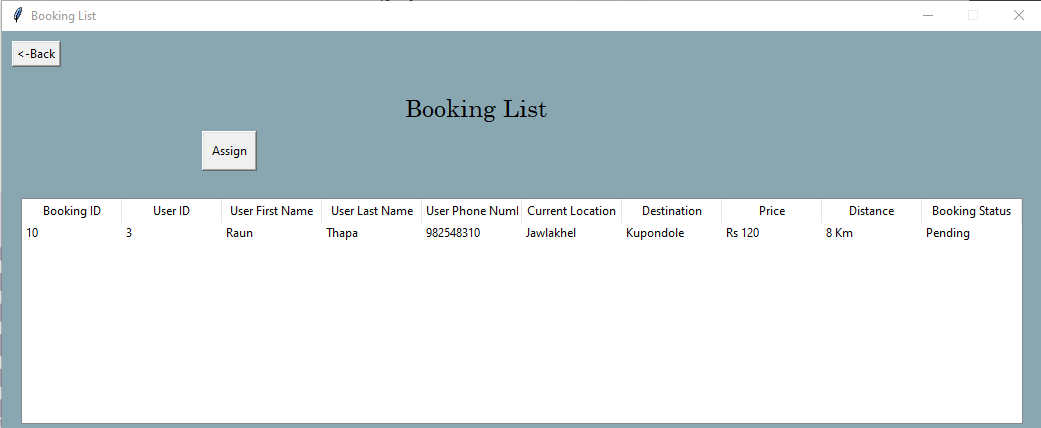 Booking List
<-Back
Booking List
Assign
Booking ID User ID User First Name User Last Name User Phone Numl Current Location Destination Price Distance Booking Status
10 3 Raun Thapa 982548310 Jawlakhel Kupondole Rs 120 8 Km Pending